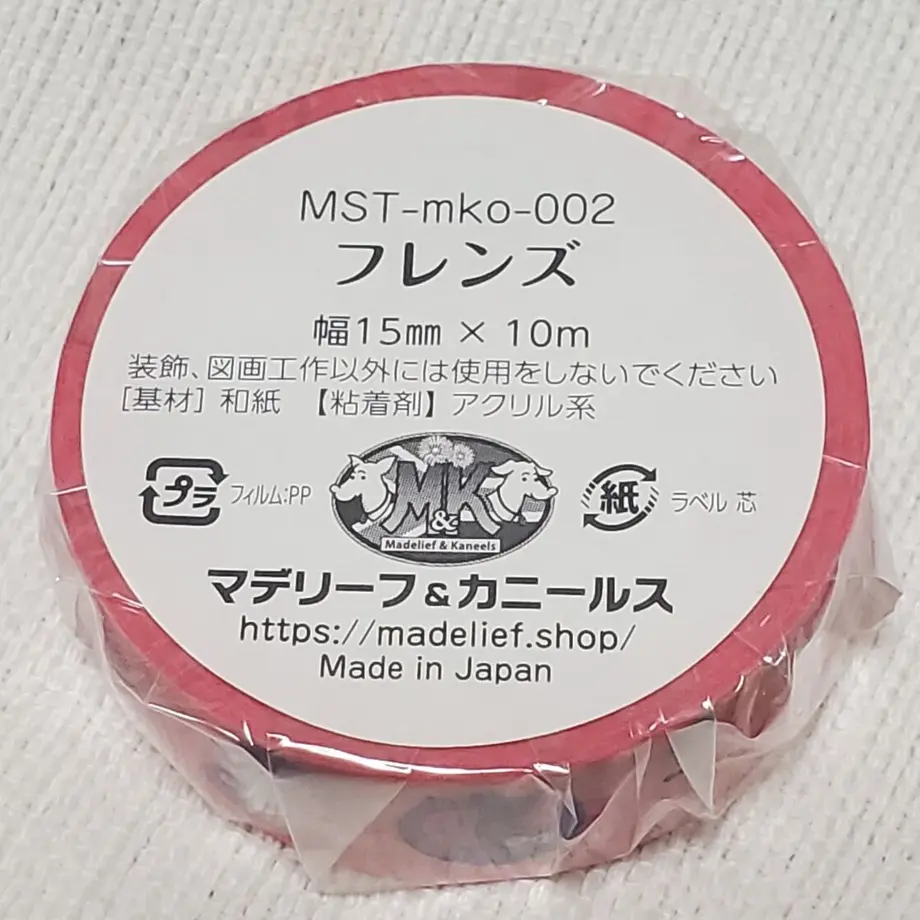 MST-mko-002
フレンズ
幅15㎜ × 10m
装飾、図画工作以外には使用をしないでください
[基材] 和紙 【粘着剤】 アクリル系
プラ フィルム:PP
M&K
Madelief & Kaneels
紙 ラベル 芯
マデリーフ&カニールス
https://madelief.shop/
Made in Japan